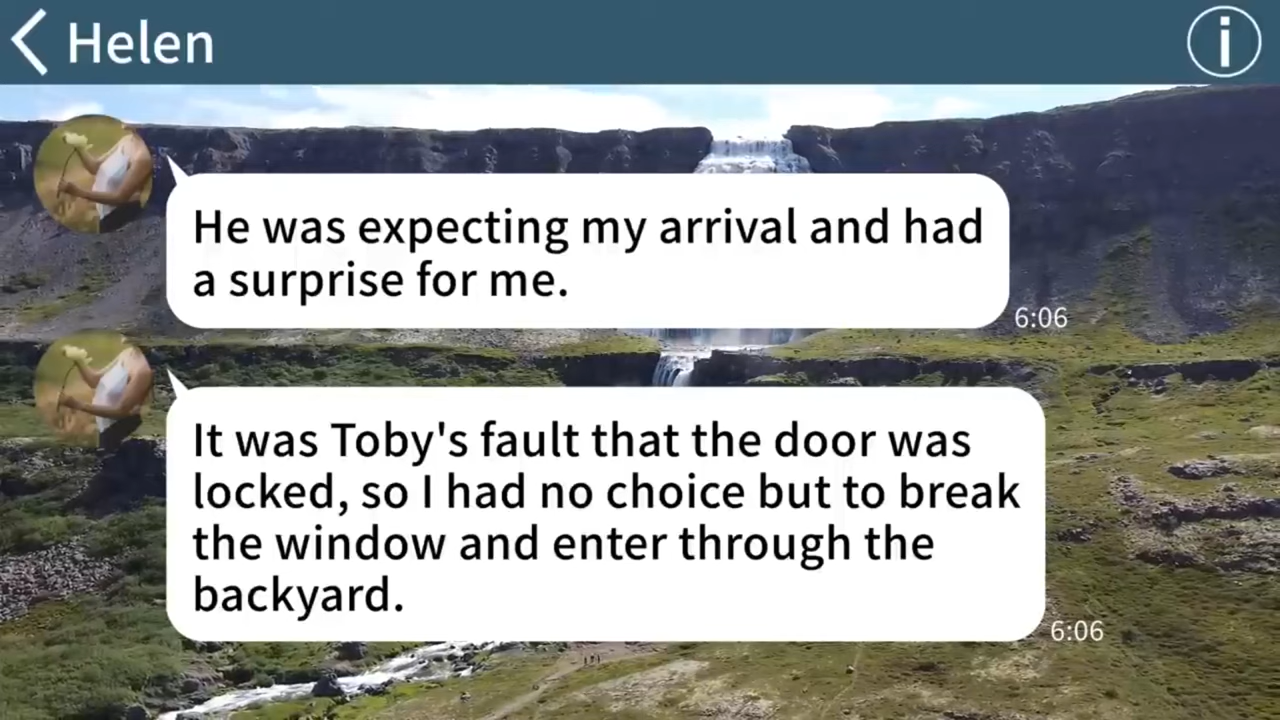 Helen
i
He was expecting my arrival and had
a surprise for me.
6:06
It was Toby's fault that the door was
locked, so I had no choice but to break
the window and enter through the
backyard.
6:06